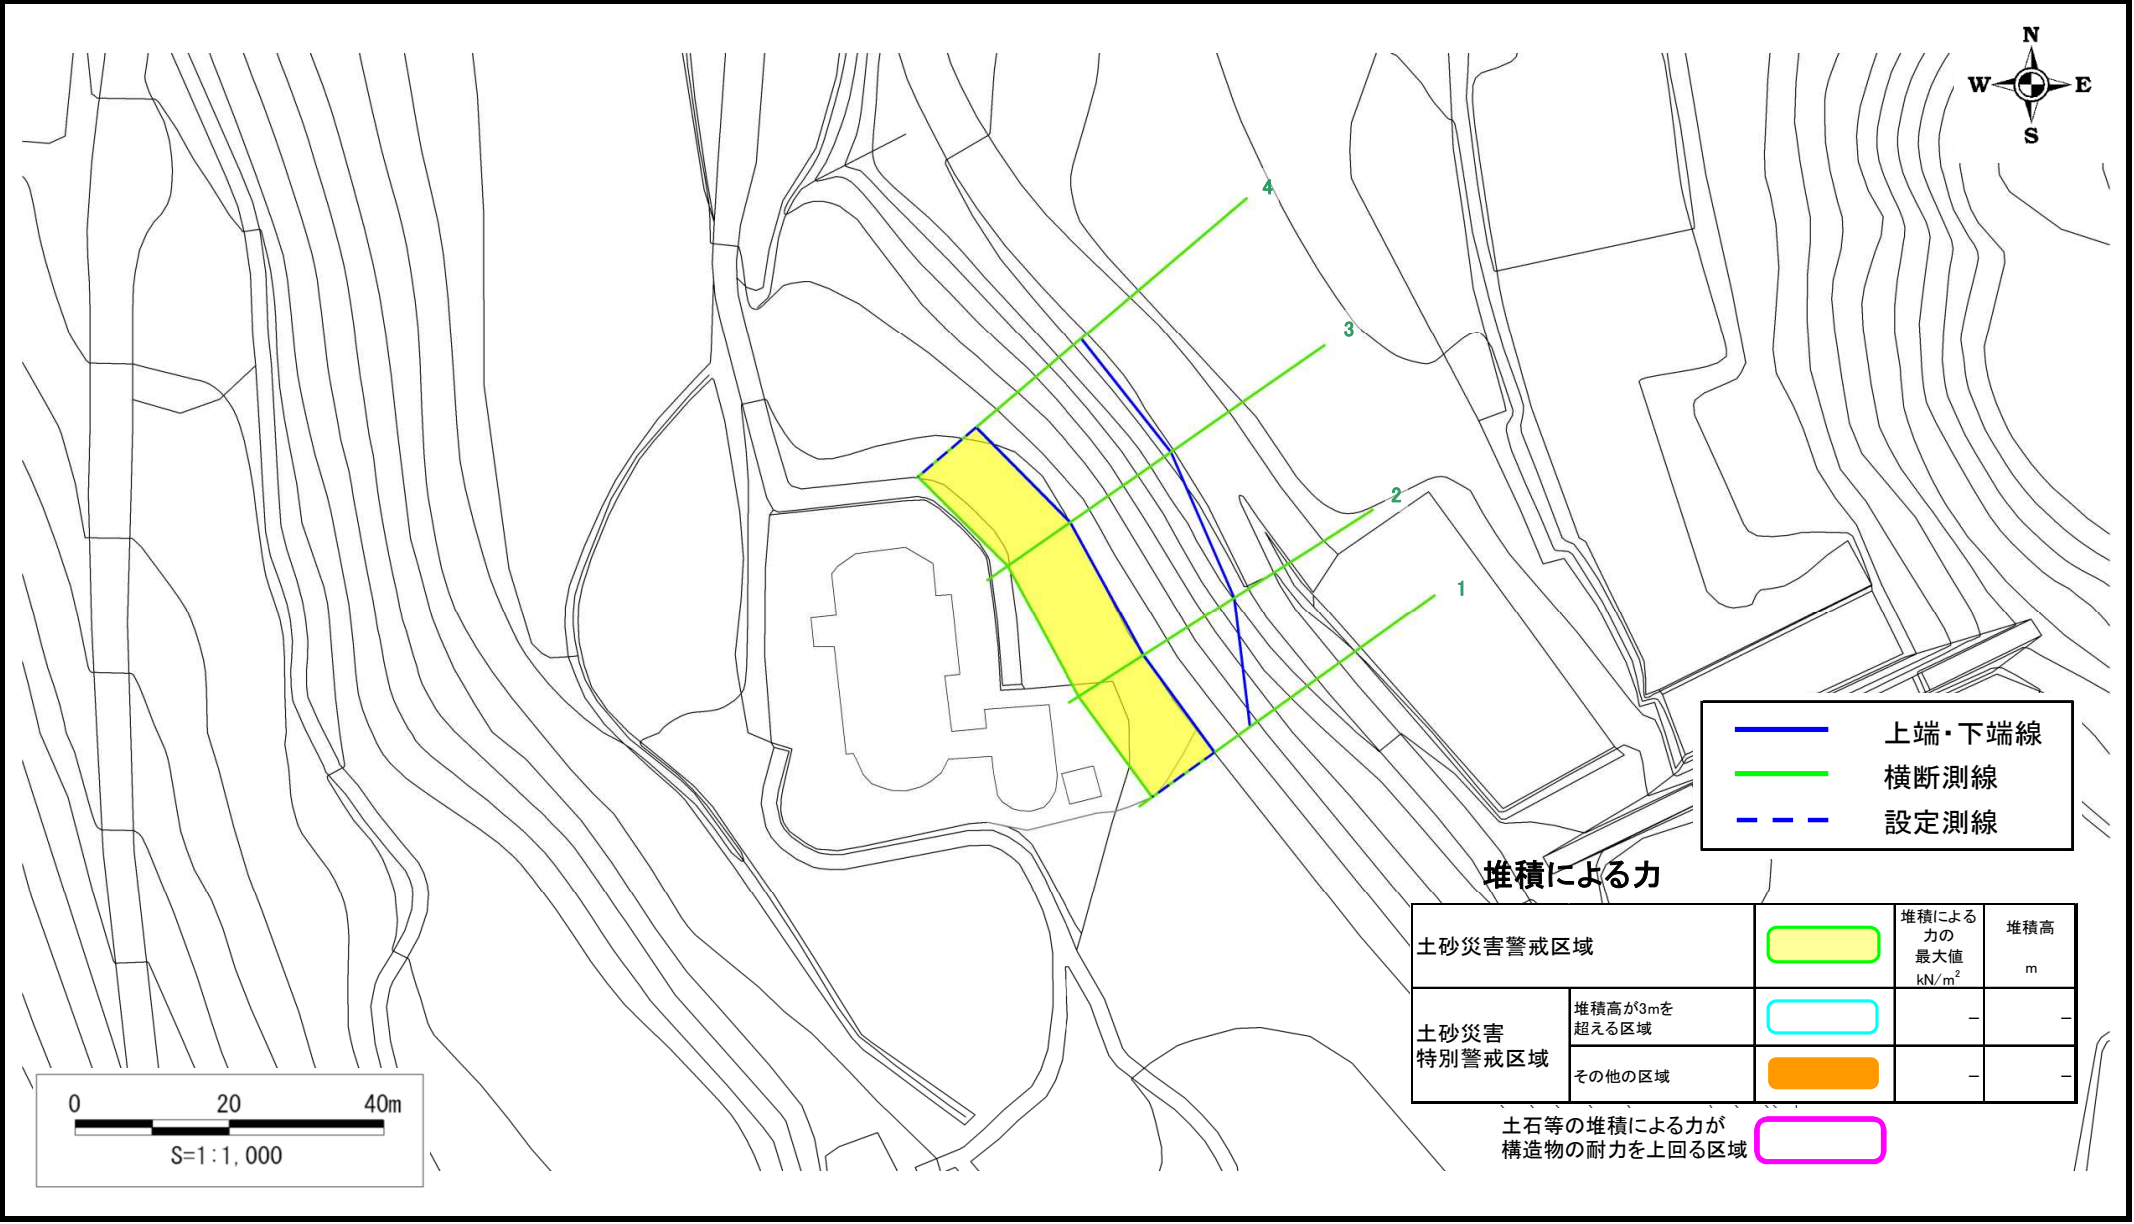 N
W E
S
4
3
2
1
上端・下端線
横断測線
設定測線
堆積による力
土砂災害警戒区域
堆積による
力の
最大値
kN/m²
堆積高
m
土砂災害
特別警戒区域
堆積高が3mを
超える区域
－ －
その他の区域
－ －
土石等の堆積による力が
構造物の耐力を上回る区域
0 20 40m
S=1:1,000